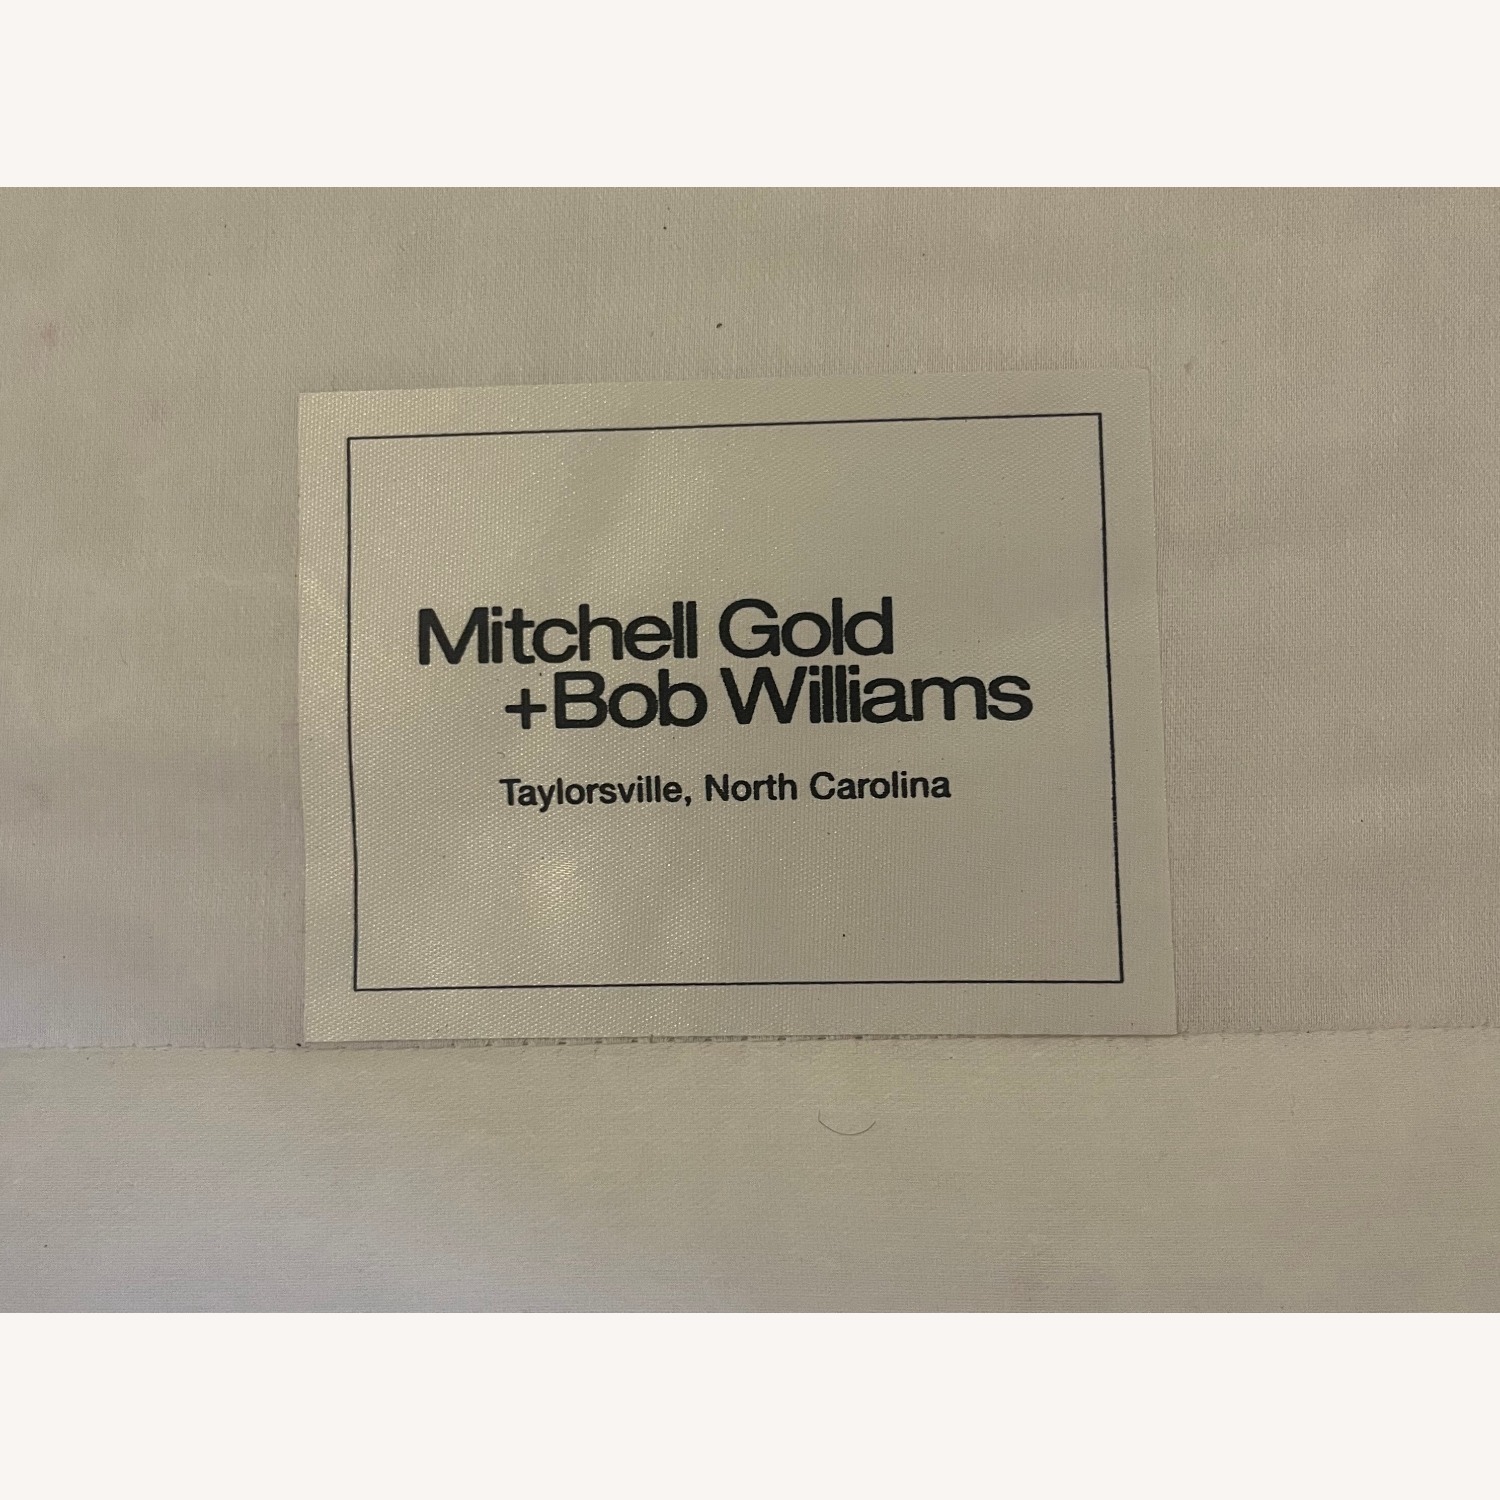 Mitchell Gold
+Bob Williams
Taylorsville, North Carolina